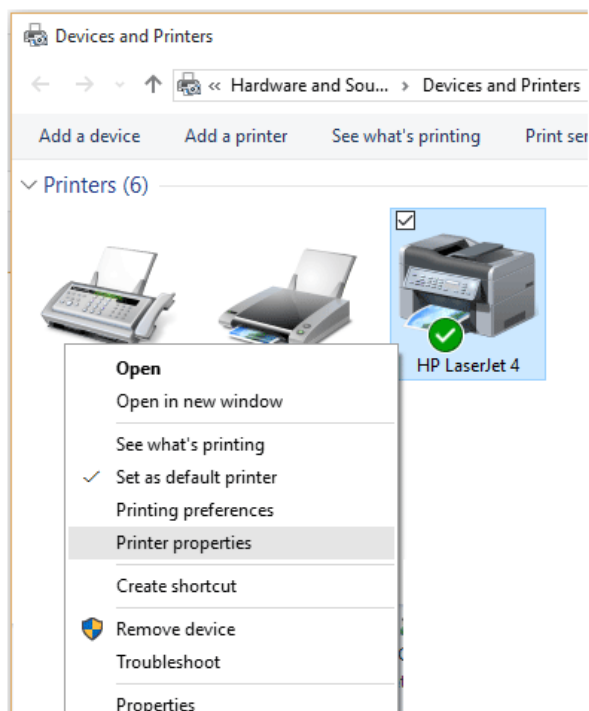 Devices and Printers
« Hardware and Sou... › Devices and Printers
Add a device Add a printer See what's printing Print ser
Printers (6)
HP LaserJet 4
Open
Open in new window
See what's printing
Set as default printer
Printing preferences
Printer properties
Create shortcut
Remove device
Troubleshoot
Properties